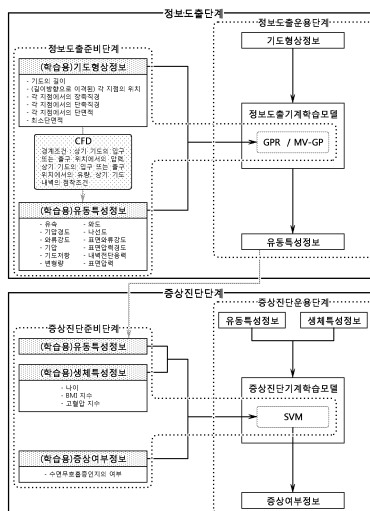 정보도출단계
정보도출준비단계
(학습용)기도형상정보
- 기도의 길이
- (길이방향으로 이격된) 각 지점의 위치
- 각 지점에서의 장축직경
- 각 지점에서의 단축직경
- 각 지점에서의 단면적
- 최소단면적
CFD
경계조건 : 상기 기도의 입구
또는 출구 위치에서의 압력,
상기 기도의 입구 또는 출구
위치에서의 유량, 상기 기도
내벽의 점착조건
(학습용)유동특성정보
- 유속
- 기압경도
- 와류강도
- 기압
- 기도저항
- 변형량
- 와도
- 나선도
- 표면와류강도
- 표면압력경도
- 내벽전단응력
- 표면압력
정보도출운용단계
기도형상정보
정보도출기계학습모델
GPR / MV-GP
유동특성정보
증상진단단계
증상진단준비단계
(학습용)유동특성정보
(학습용)생체특성정보
- 나이
- BMI 지수
- 고혈압 지수
(학습용)증상여부정보
- 수면무호흡증인지의 여부
증상진단운용단계
유동특성정보
생체특성정보
증상진단기계학습모델
SVM
증상여부정보